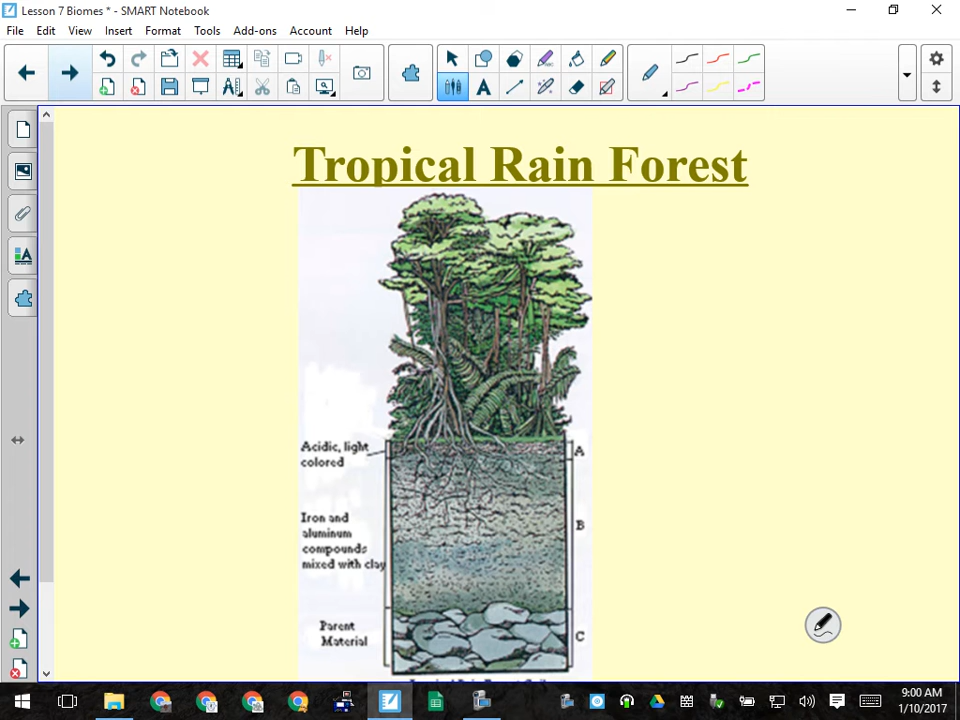 Lesson 7 Biomes * - SMART Notebook
File Edit View Insert Format Tools Add-ons Account Help
Tropical Rain Forest
Acidic, light
colored
A
Iron and
aluminum
compounds
mixed with clay
B
Parent
Material
C
9:00 AM
1/10/2017